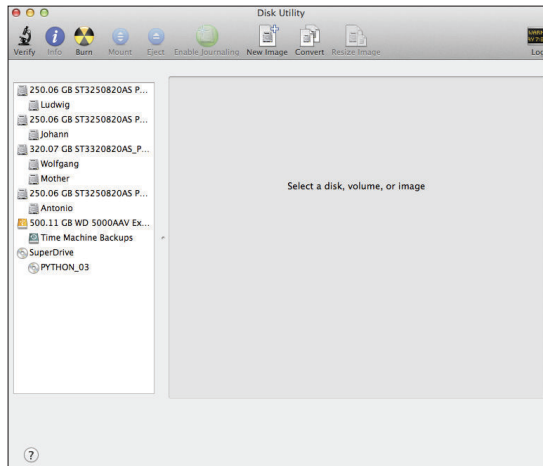 Disk Utility
Verify Info Burn Mount Eject Enable Journaling New Image Convert Resize Image Log
250.06 GB ST3250820AS P...
Ludwig
250.06 GB ST3250820AS P...
Johann
320.07 GB ST3320820AS_P...
Wolfgang
Mother
250.06 GB ST3250820AS P...
Antonio
500.11 GB WD 5000AAV Ex...
Time Machine Backups
SuperDrive
PYTHON_03
Select a disk, volume, or image
?